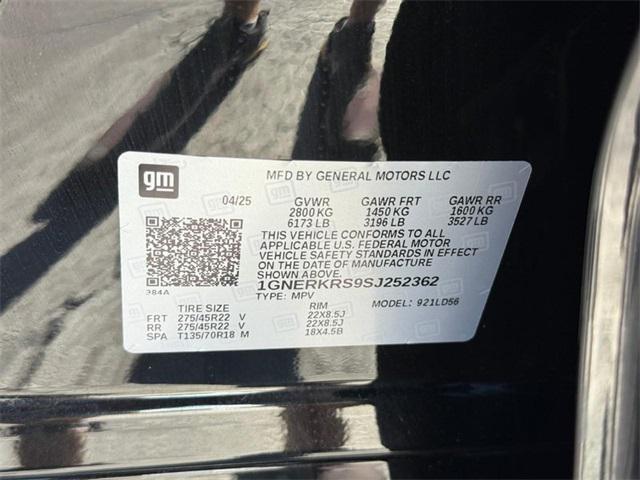 gm
MFD BY GENERAL MOTORS LLC
04/25 GVWR GAWR FRT GAWR RR
2800 KG 1450 KG 1600 KG
6173 LB 3196 LB 3527 LB
THIS VEHICLE CONFORMS TO ALL
APPLICABLE U.S. FEDERAL MOTOR
VEHICLE SAFETY STANDARDS IN EFFECT
ON THE DATE OF MANUFACTURE
SHOWN ABOVE.
284A 1GNERKRS9SJ252362
TYPE: MPV MODEL: 921LD56
TIRE SIZE RIM
FRT 275/45R22 V 22X8.5J
RR 275/45R22 V 22X8.5J
SPA T135/70R18 M 18X4.5B